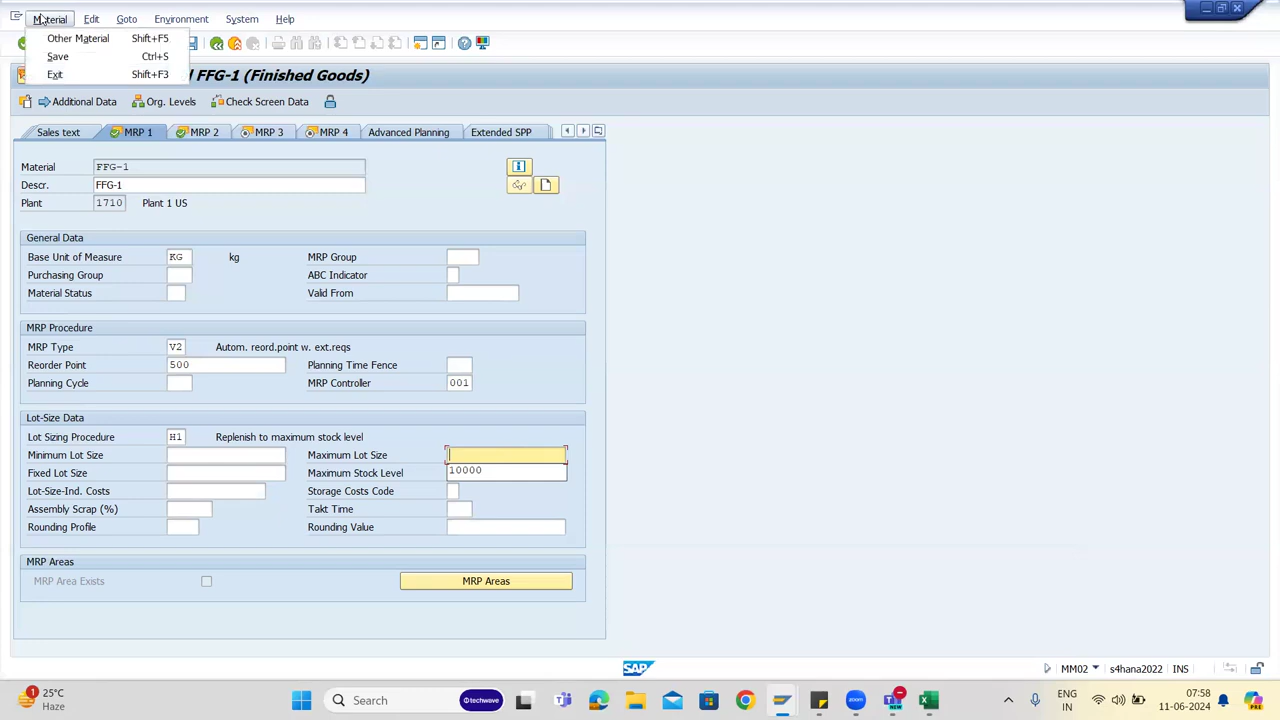 Material Edit Goto Environment System Help
Other Material Shift+F5
Save Ctrl+S
Exit Shift+F3
FFG-1 (Finished Goods)
Additional Data Org. Levels Check Screen Data
Sales text MRP 1 MRP 2 MRP 3 MRP 4 Advanced Planning Extended SPP
Material FFG-1
Descr. FFG-1
Plant 1710 Plant 1 US
General Data
Base Unit of Measure KG kg MRP Group
Purchasing Group ABC Indicator
Material Status Valid From
MRP Procedure
MRP Type V2 Autom. reord.point w. ext.reqs
Reorder Point 500 Planning Time Fence
Planning Cycle MRP Controller 001
Lot-Size Data
Lot Sizing Procedure H1 Replenish to maximum stock level
Minimum Lot Size Maximum Lot Size
Fixed Lot Size Maximum Stock Level 10000
Lot-Size-Ind. Costs Storage Costs Code
Assembly Scrap (%) Takt Time
Rounding Profile Rounding Value
MRP Areas
MRP Area Exists MRP Areas
SAP MM02 s4hana2022 INS
1 25°C Search techwave NEW ENG 07:58 PRE
Haze IN 11-06-2024